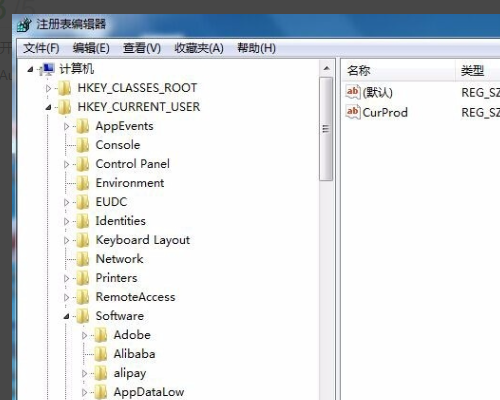 注册表编辑器
文件(F) 编辑(E) 查看(V) 收藏夹(A) 帮助(H)
计算机
HKEY_CLASSES_ROOT
HKEY_CURRENT_USER
AppEvents
Console
Control Panel
Environment
EUDC
Identities
Keyboard Layout
Network
Printers
RemoteAccess
Software
Adobe
Alibaba
alipay
AppDataLow
名称 类型
ab (默认) REG_SZ
ab CurProd REG_SZ